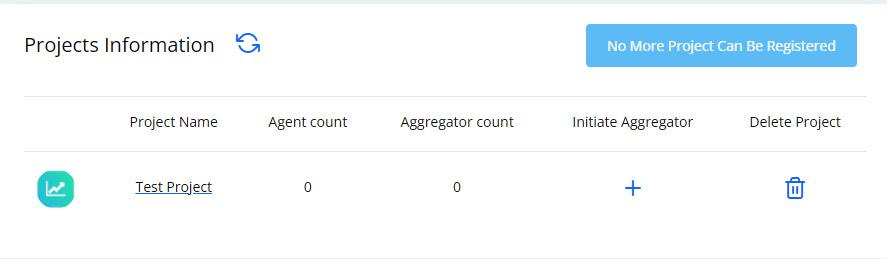 Projects Information
No More Project Can Be Registered
Project Name Agent count Aggregator count Initiate Aggregator Delete Project
Test Project 0 0